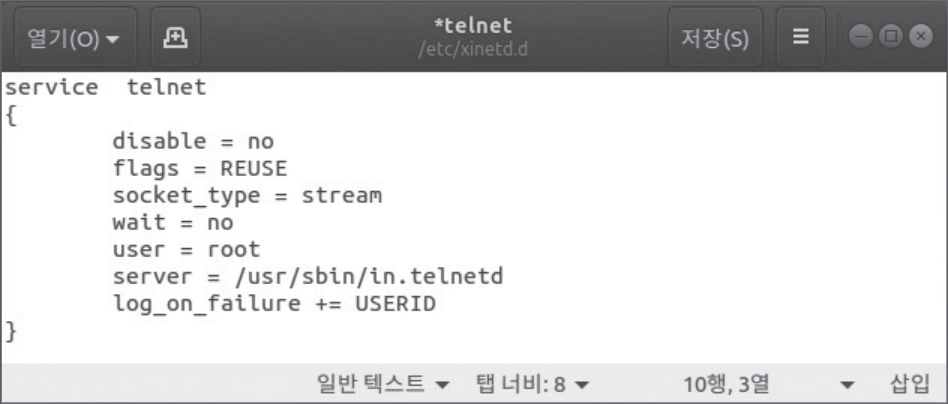 열기(O)
*telnet
/etc/xinetd.d
저장(S)
service  telnet
{
        disable = no
        flags = REUSE
        socket_type = stream
        wait = no
        user = root
        server = /usr/sbin/in.telnetd
        log_on_failure += USERID
}
일반 텍스트 탭 너비: 8 10행, 3열 삽입